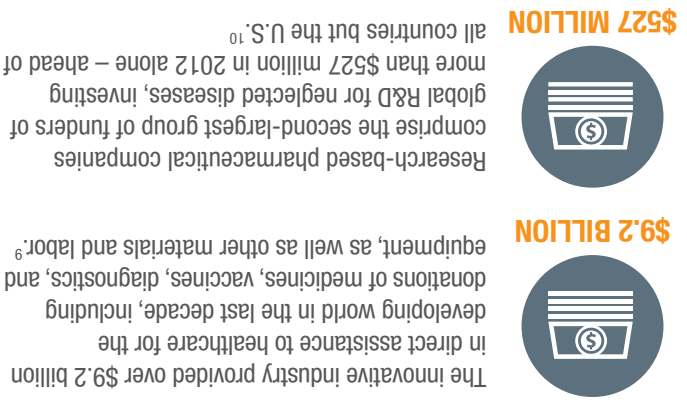 $9.2 BILLION
The innovative industry provided over $9.2 billion
in direct assistance to healthcare for the
developing world in the last decade, including
donations of medicines, vaccines, diagnostics, and
equipment, as well as other materials and labor.9
$527 MILLION
Research-based pharmaceutical companies
comprise the second-largest group of funders of
global R&D for neglected diseases, investing
more than $527 million in 2012 alone – ahead of
all countries but the U.S.10